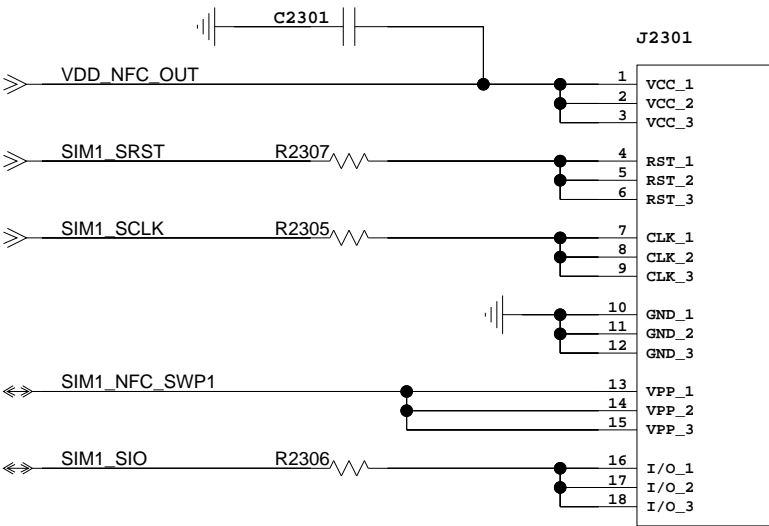 C2301
J2301
VDD_NFC_OUT 1 VCC_1
2 VCC_2
3 VCC_3
SIM1_SRST R2307 4 RST_1
5 RST_2
6 RST_3
SIM1_SCLK R2305 7 CLK_1
8 CLK_2
9 CLK_3
10 GND_1
11 GND_2
12 GND_3
SIM1_NFC_SWP1 13 VPP_1
14 VPP_2
15 VPP_3
SIM1_SIO R2306 16 I/O_1
17 I/O_2
18 I/O_3